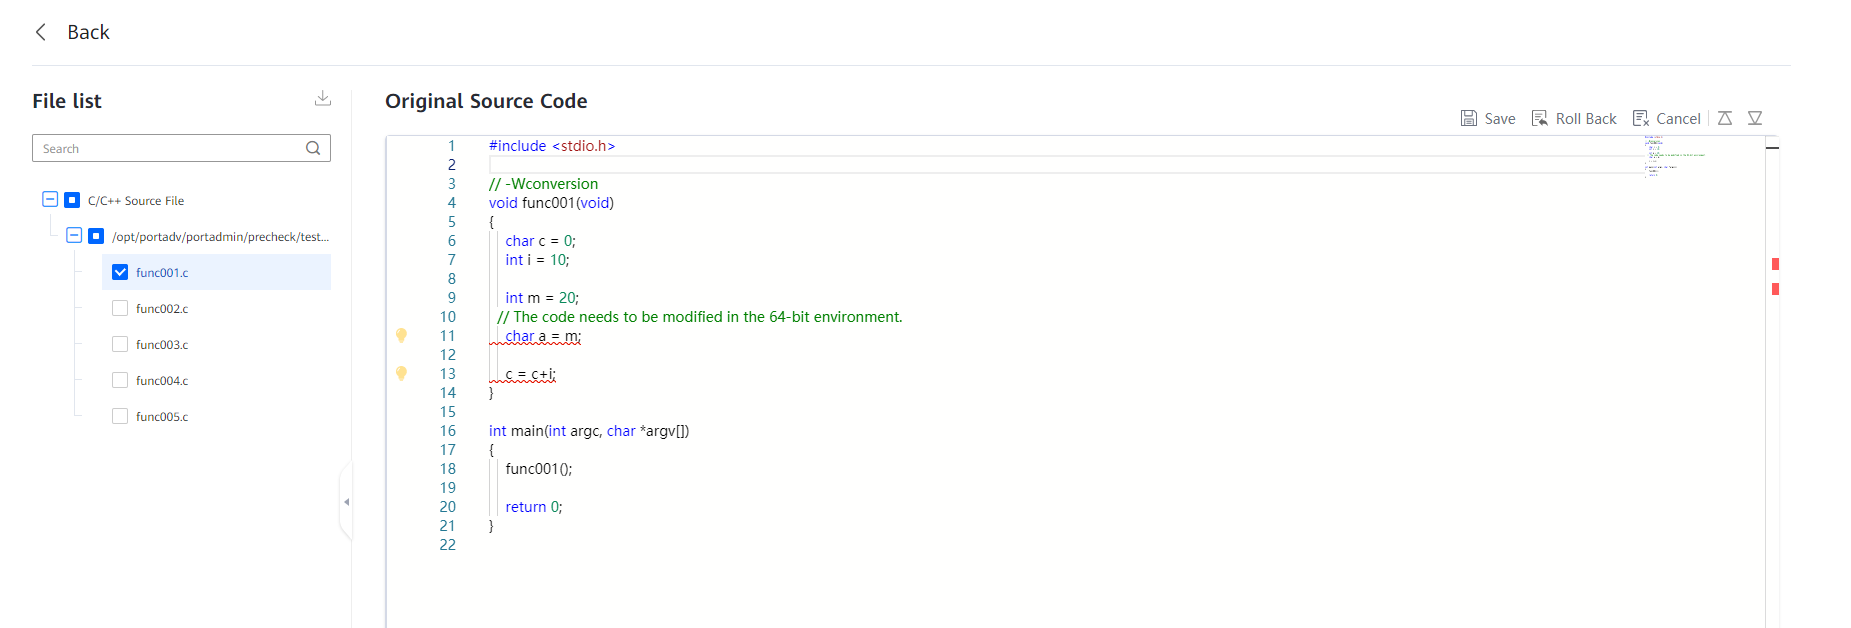 Back
File list
Search
C/C++ Source File
/opt/portadv/portadmin/precheck/test...
func001.c
func002.c
func003.c
func004.c
func005.c
Original Source Code
Save Roll Back Cancel
1 #include <stdio.h>
2
3 // -Wconversion
4 void func001(void)
5 {
6 char c = 0;
7 int i = 10;
8
9 int m = 20;
10 // The code needs to be modified in the 64-bit environment.
11 char a = m;
12
13 c = c+i;
14 }
15
16 int main(int argc, char *argv[])
17 {
18 func001();
19
20 return 0;
21 }
22